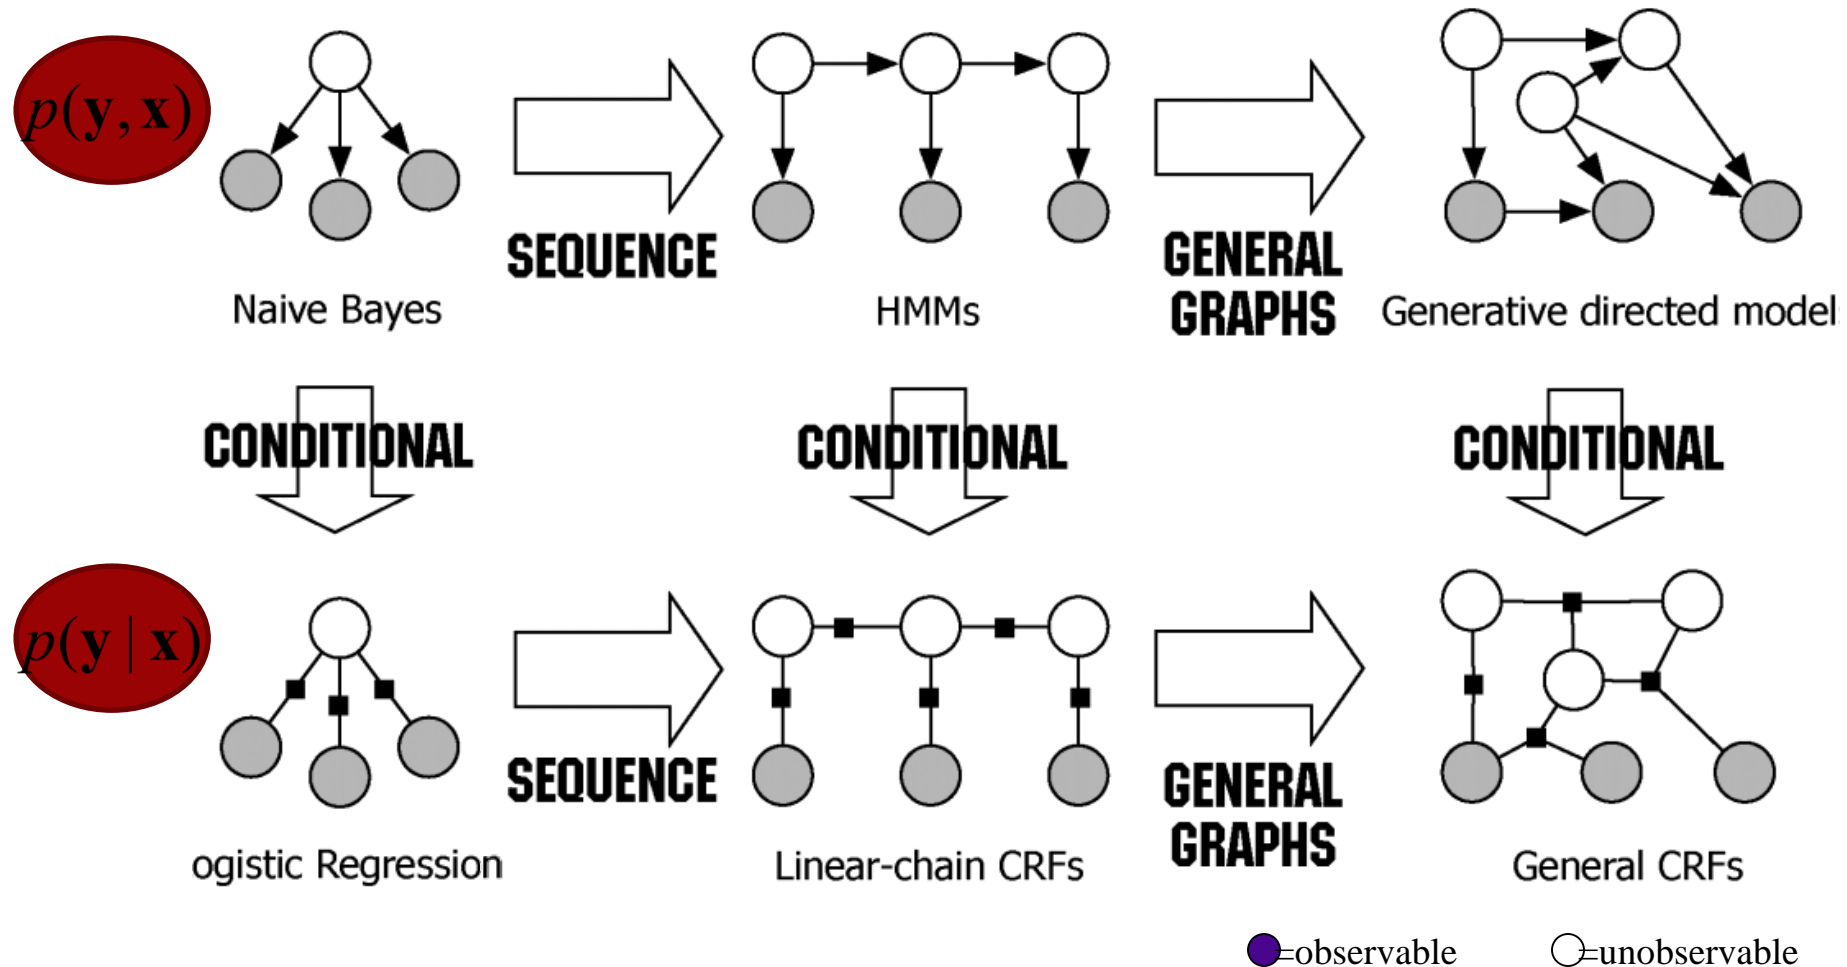 p(y, x)
SEQUENCE
GENERAL
GRAPHS
Naive Bayes
HMMs
Generative directed model
CONDITIONAL
CONDITIONAL
CONDITIONAL
p(y | x)
SEQUENCE
GENERAL
GRAPHS
ogistic Regression
Linear-chain CRFs
General CRFs
=observable
=unobservable